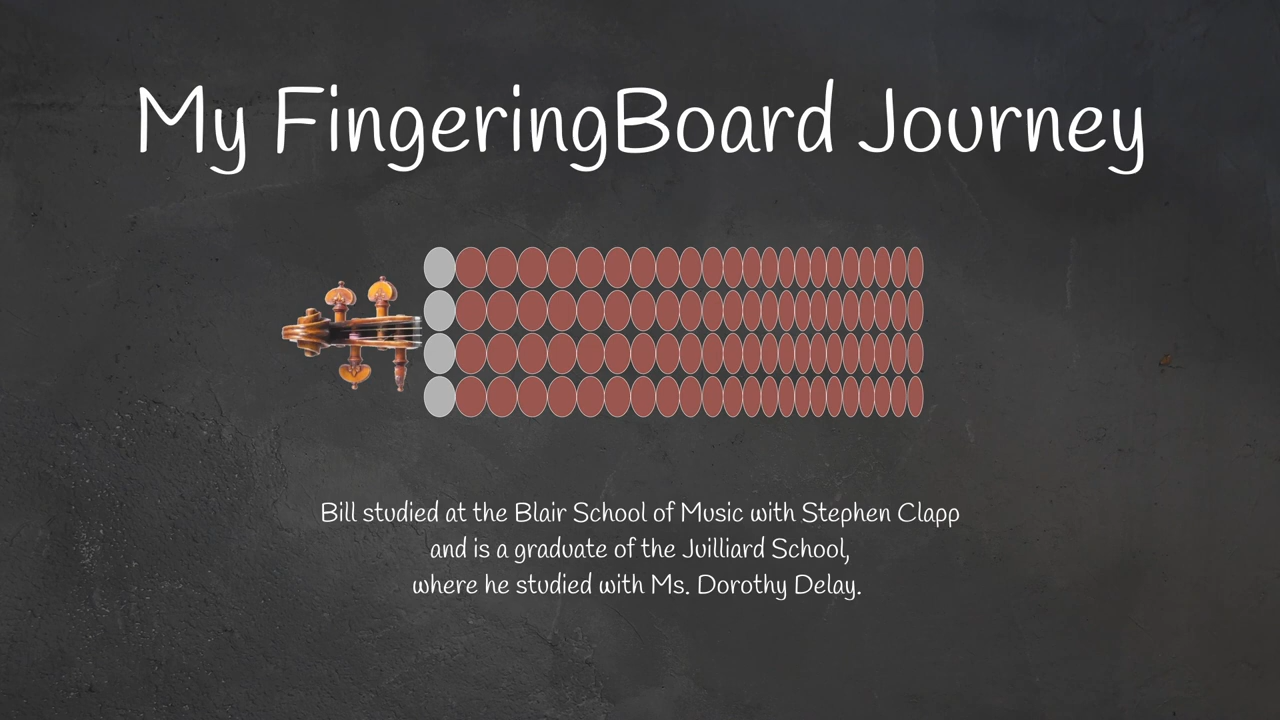 My FingeringBoard Journey
Bill studied at the Blair School of Music with Stephen Clapp
and is a graduate of the Juilliard School,
where he studied with Ms. Dorothy Delay.